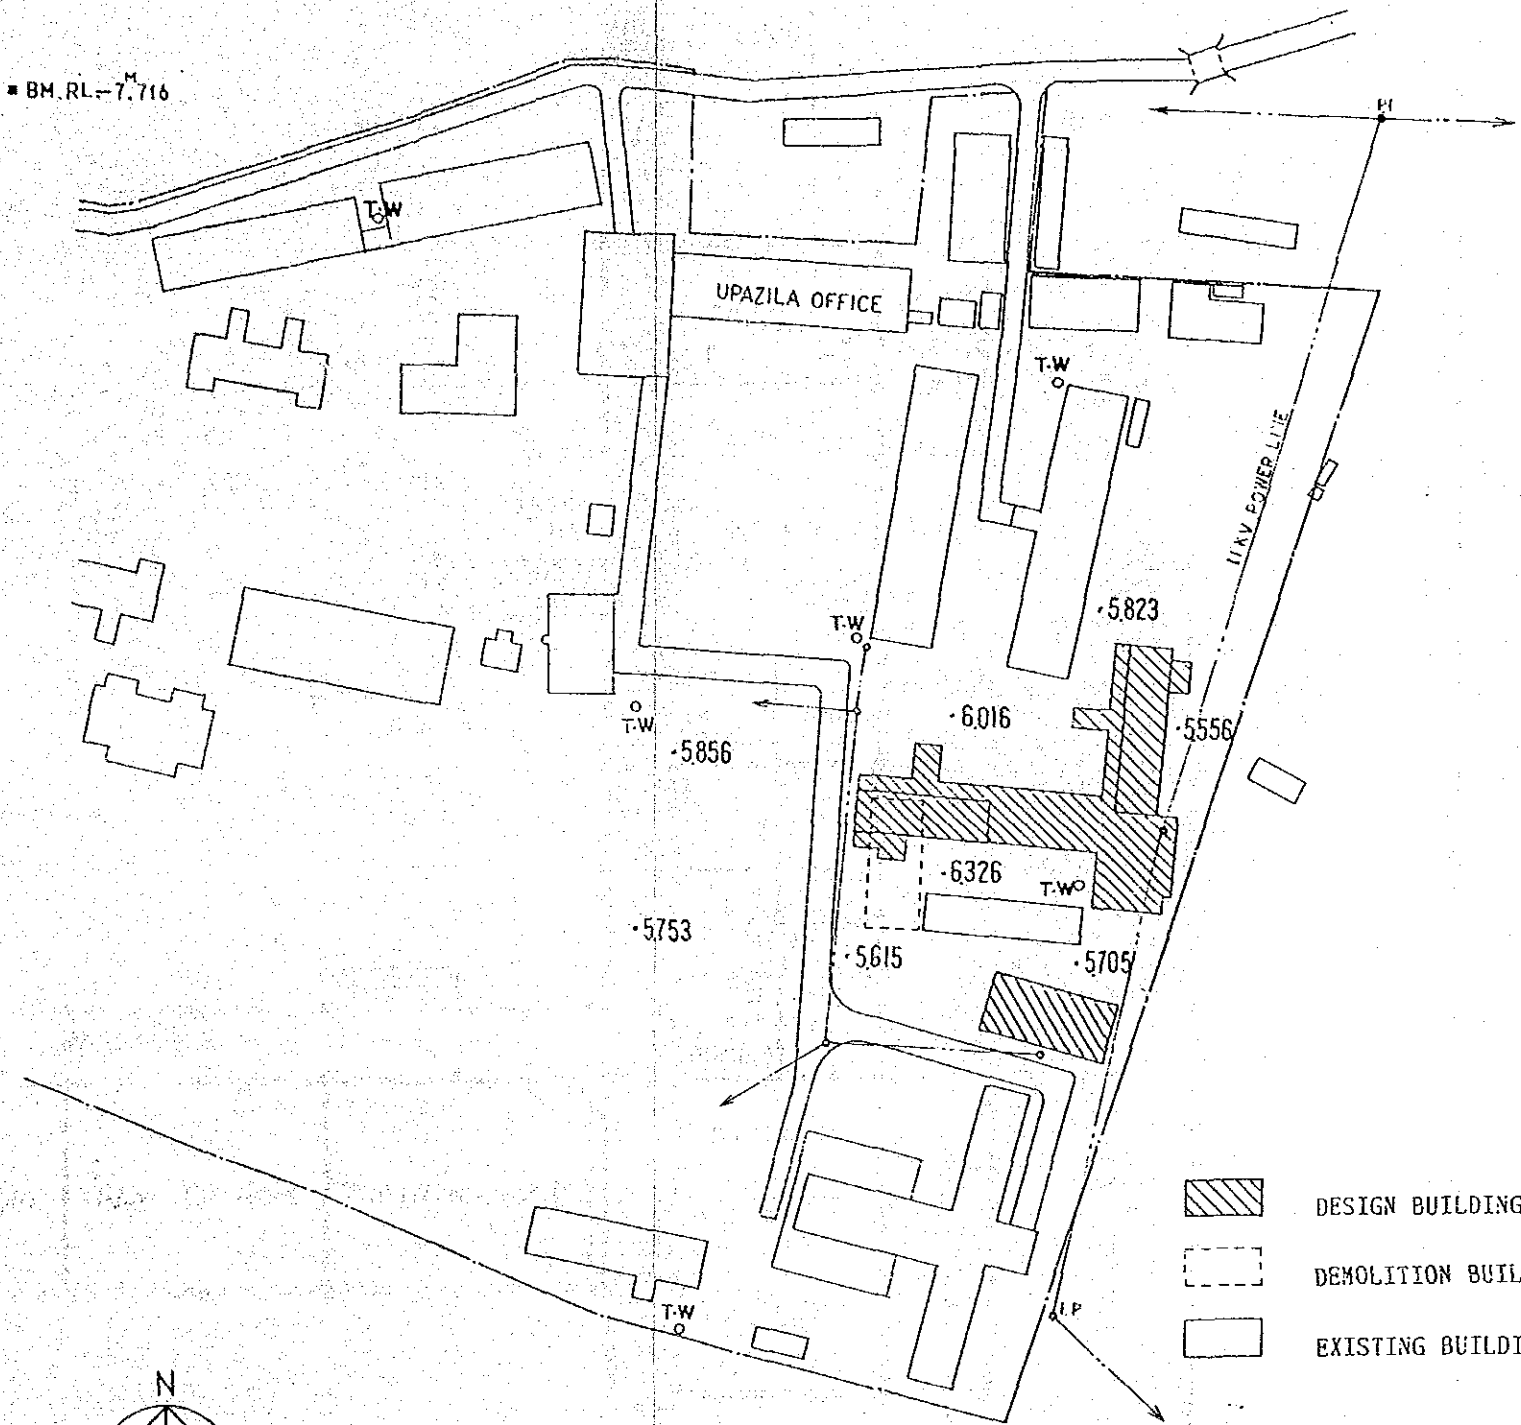 BM.RL.-7.716
M
T-W
UPAZILA OFFICE
T-W
11 KV POWER LINE
5.823
T-W
6.016
5.556
T-W
5.856
6.326
T-W
5.753
5.615
5.705
DESIGN BUILDING
DEMOLITION BUIL
T-W
EXISTING BUILDI
N